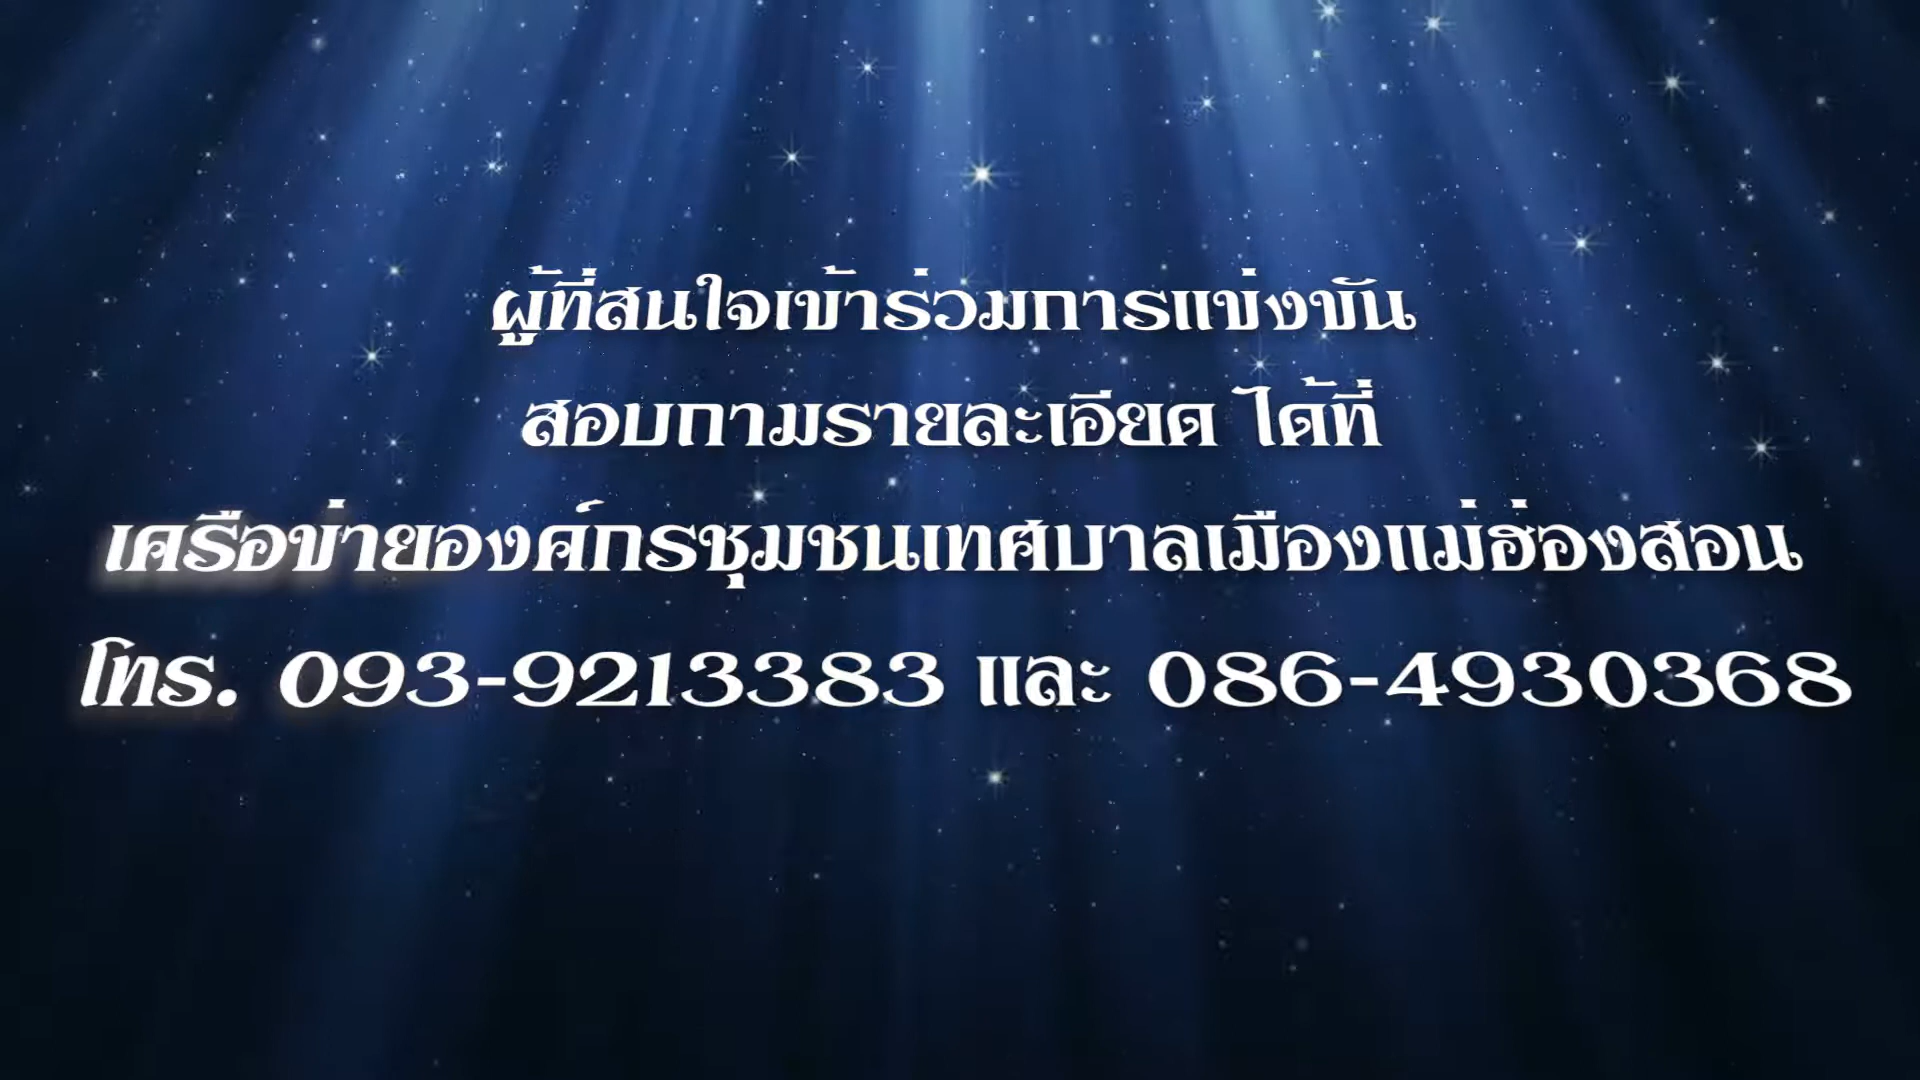 ผู้ที่สนใจเข้าร่วมการแข่งขัน
สอบถามรายละเอียด ได้ที่
เครือข่ายองค์กรชุมชนเทศบาลเมืองแม่ฮ่องสอน
โทร. 093-9213383 และ 086-4930368